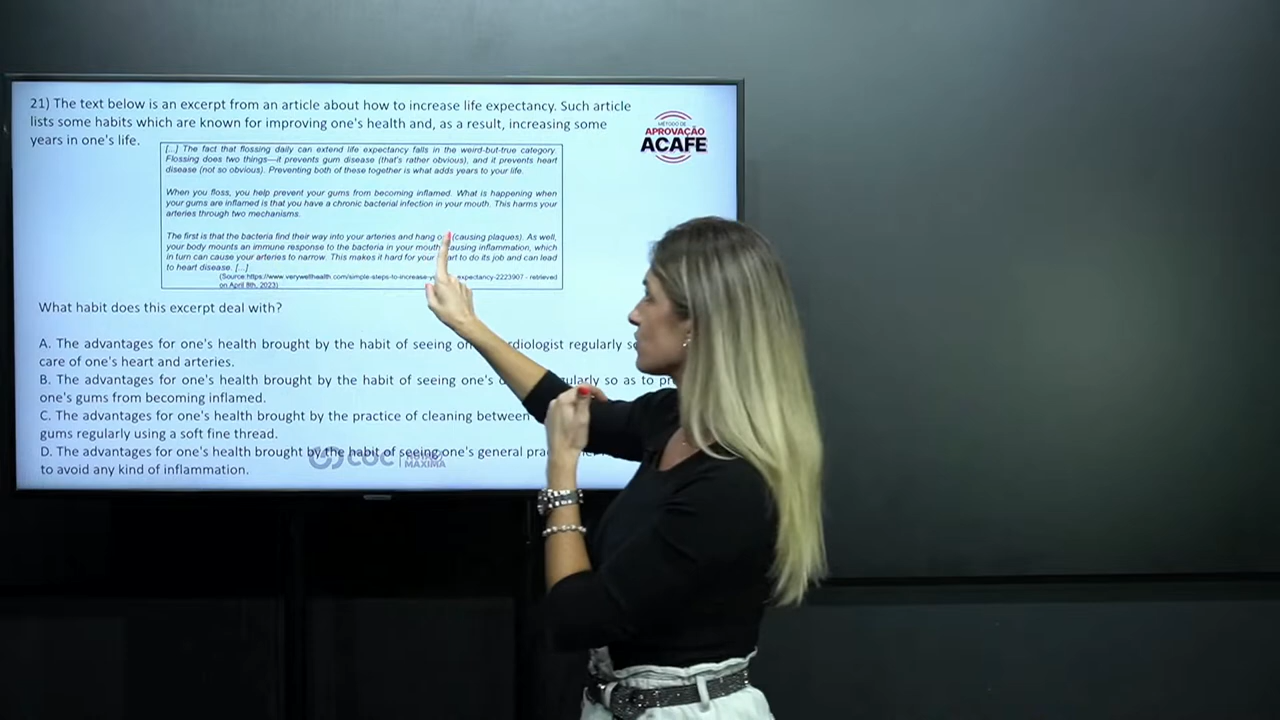 21) The text below is an excerpt from an article about how to increase life expectancy. Such article
lists some habits which are known for improving one's health and, as a result, increasing some
years in one's life.
MÉTODO DE
APROVAÇÃO
ACAFE
[...] The fact that flossing daily can extend life expectancy falls in the weird-but-true category.
Flossing does two things—it prevents gum disease (that's rather obvious), and it prevents heart
disease (not so obvious). Preventing both of these together is what adds years to your life.
When you floss, you help prevent your gums from becoming inflamed. What is happening when
your gums are inflamed is that you have a chronic bacterial infection in your mouth. This harms your
arteries through two mechanisms.
The first is that the bacteria find their way into your arteries and hang (causing plaques). As well,
your body mounts an immune response to the bacteria in your mouth causing inflammation, which
in turn can cause your arteries to narrow. This makes it hard for your to do its job and can lead
to heart disease. [...]
(Source:https://www.verywellhealth.com/simple-steps-to-increase- expectancy-2223907 - retrieved
on April 8th, 2023)
What habit does this excerpt deal with?
A. The advantages for one's health brought by the habit of seeing regularly
care of one's heart and arteries.
B. The advantages for one's health brought by the habit of seeing one's so as to
one's gums from becoming inflamed.
C. The advantages for one's health brought by the practice of cleaning between
gums regularly using a soft fine thread.
D. The advantages for one's health brought by the habit of seeing one's general
COC
MÁXIMA
to avoid any kind of inflammation.